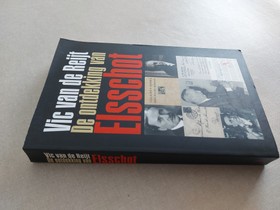 Vic van de Reijt
De ontdekking van
Elsschot
Vic van de Reijt
De ontdekking van
Elsschot